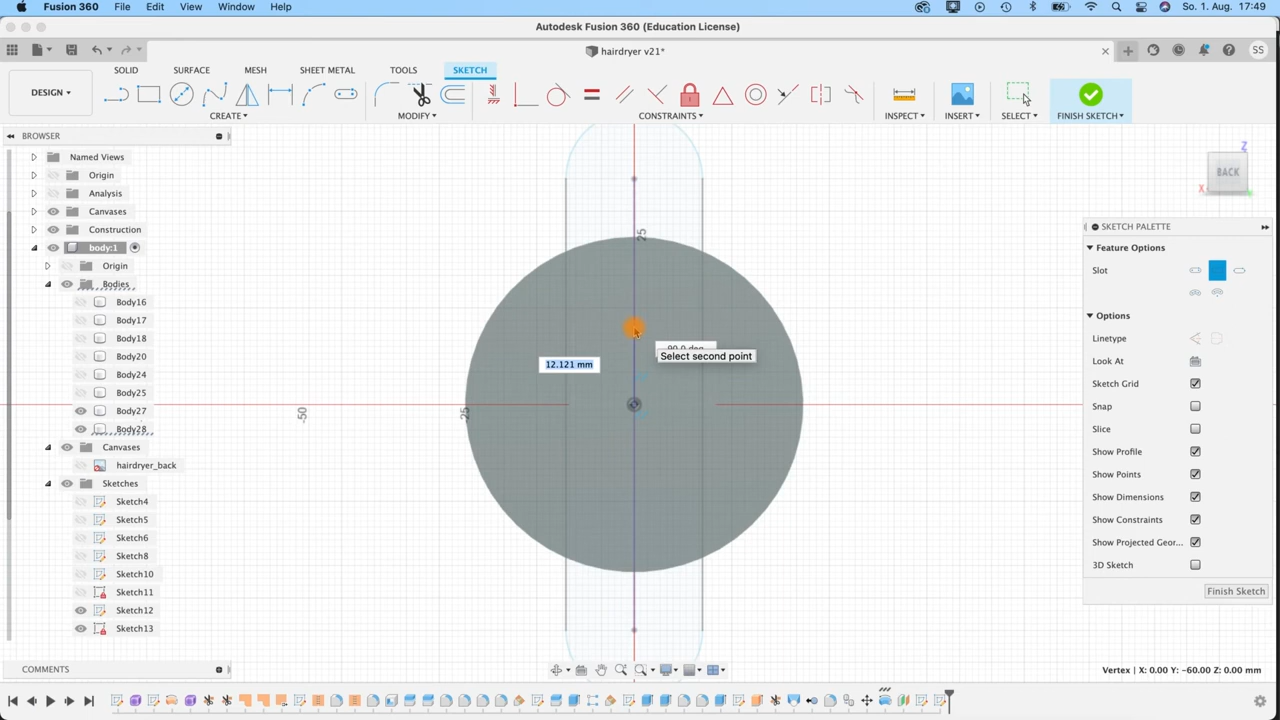 Fusion 360 File Edit View Window Help So. 1. Aug. 17:49
Autodesk Fusion 360 (Education License)
hairdryer v21* SS
DESIGN SOLID SURFACE MESH SHEET METAL TOOLS SKETCH
CREATE MODIFY CONSTRAINTS INSPECT INSERT SELECT FINISH SKETCH
BROWSER
Named Views
Origin
Analysis
Canvases
Construction
body:1
Origin
Bodies
Body16
Body17
Body18
Body20
Body24
Body25
Body27
Body28
Canvases
hairdryer_back
Sketches
Sketch4
Sketch5
Sketch6
Sketch8
Sketch10
Sketch11
Sketch12
Sketch13
COMMENTS
25
90.0 deg
Select second point
12.121 mm
-50
-25
Z
BACK
X
SKETCH PALETTE
Feature Options
Slot
Options
Linetype
Look At
Sketch Grid
Snap
Slice
Show Profile
Show Points
Show Dimensions
Show Constraints
Show Projected Geor...
3D Sketch
Finish Sketch
Vertex | X: 0.00 Y: -60.00 Z: 0.00 mm